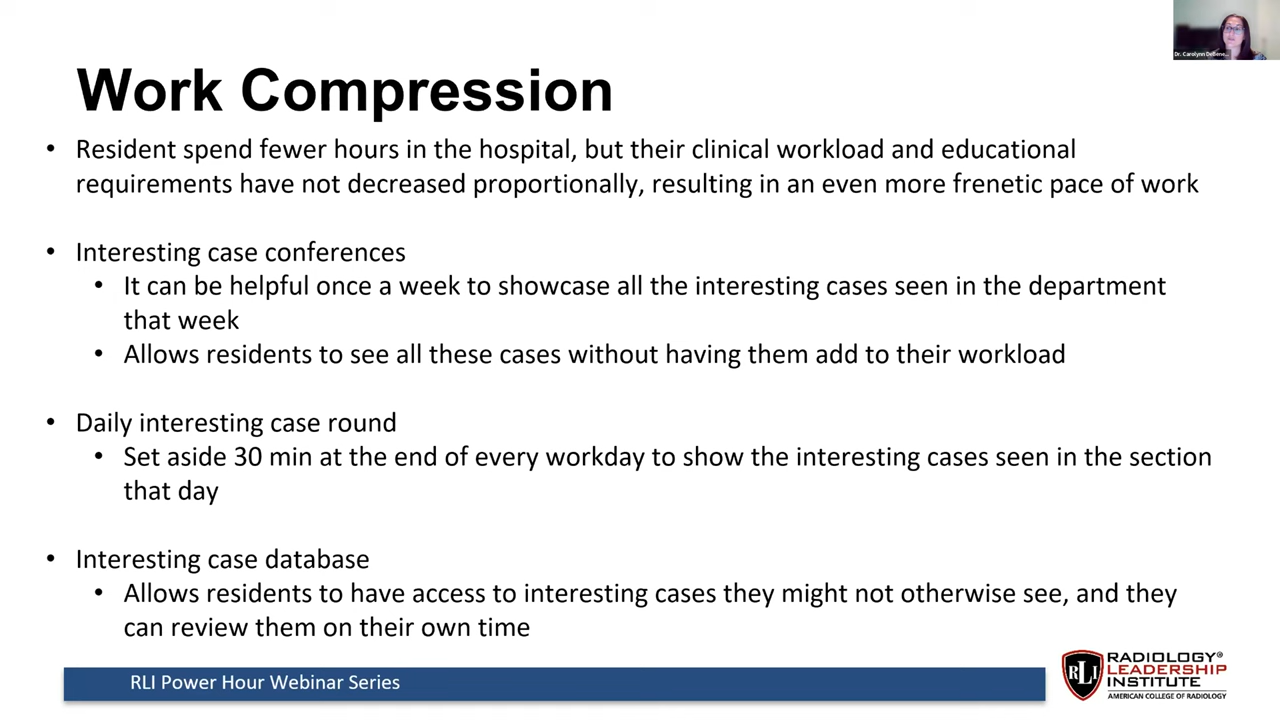 Dr. Carolynn DeBene...
Work Compression
• Resident spend fewer hours in the hospital, but their clinical workload and educational
requirements have not decreased proportionally, resulting in an even more frenetic pace of work
• Interesting case conferences
• It can be helpful once a week to showcase all the interesting cases seen in the department
that week
• Allows residents to see all these cases without having them add to their workload
• Daily interesting case round
• Set aside 30 min at the end of every workday to show the interesting cases seen in the section
that day
• Interesting case database
• Allows residents to have access to interesting cases they might not otherwise see, and they
can review them on their own time
RLI Power Hour Webinar Series
RLI
RADIOLOGY®
LEADERSHIP
INSTITUTE
AMERICAN COLLEGE OF RADIOLOGY